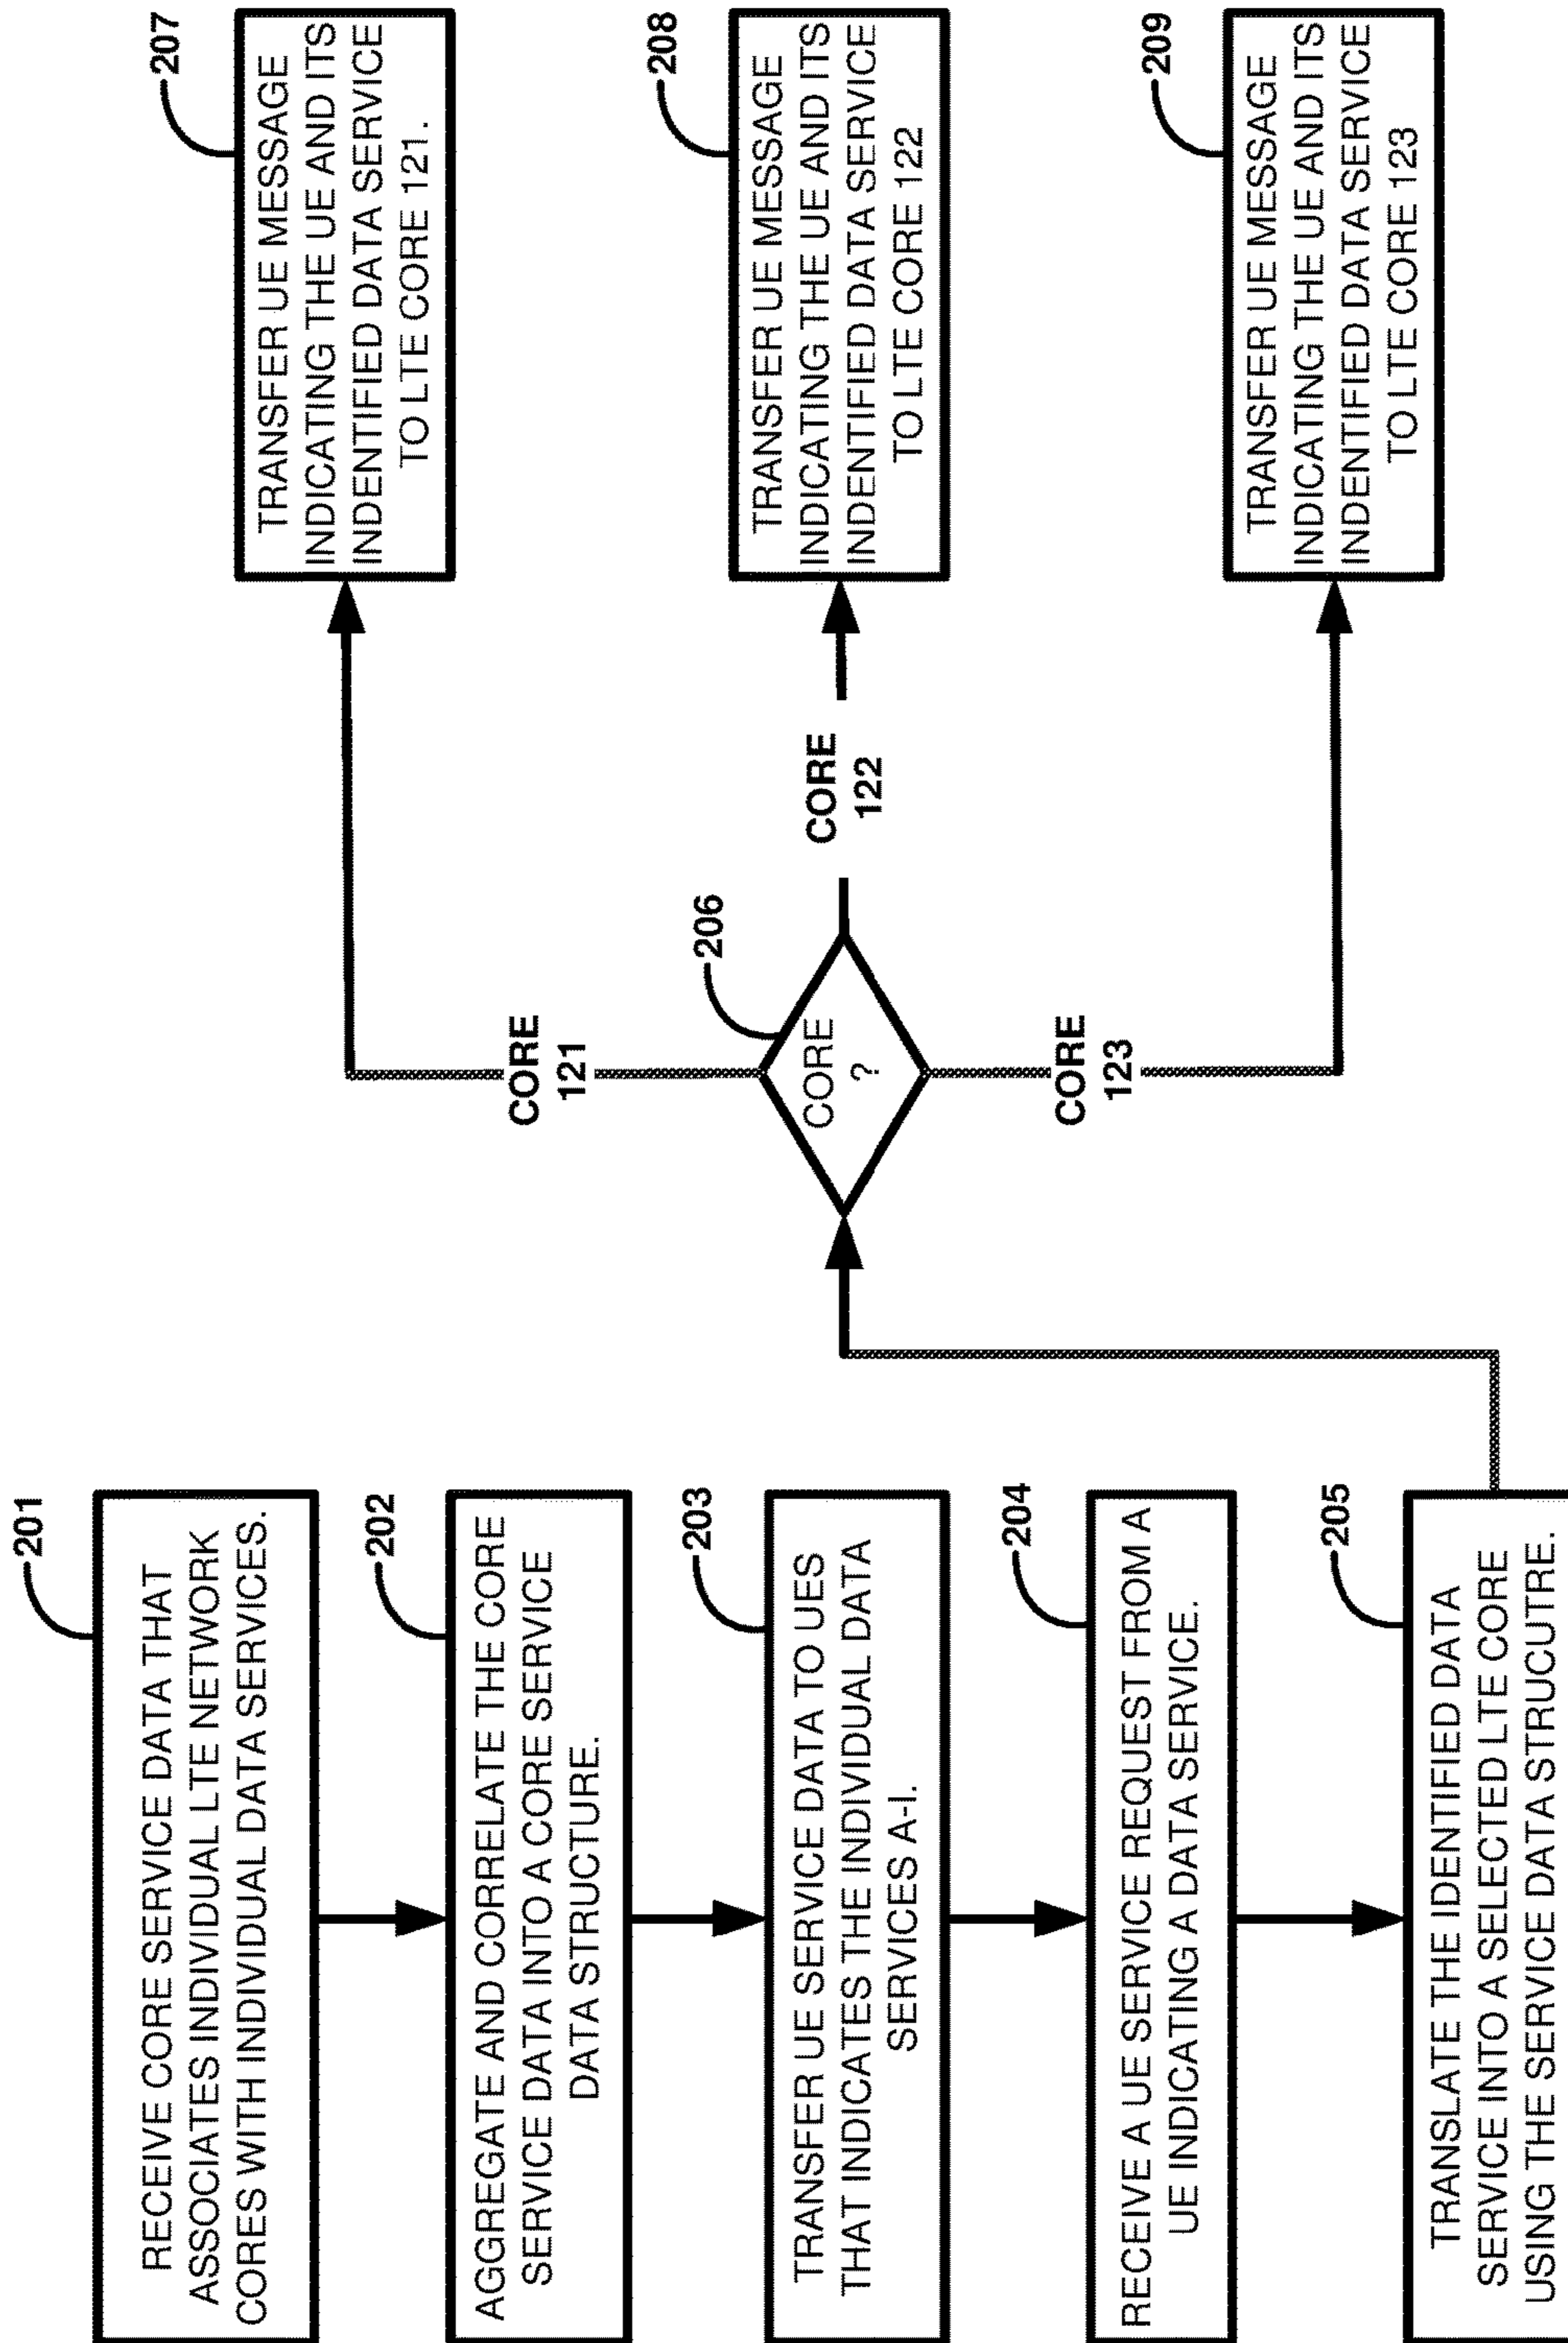 201
RECEIVE CORE SERVICE DATA THAT
ASSOCIATES INDIVIDUAL LTE NETWORK
CORES WITH INDIVIDUAL DATA SERVICES.
202
AGGREGATE AND CORRELATE THE CORE
SERVICE DATA INTO A CORE SERVICE
DATA STRUCTURE.
203
TRANSFER UE SERVICE DATA TO UES
THAT INDICATES THE INDIVIDUAL DATA
SERVICES A-I.
204
RECEIVE A UE SERVICE REQUEST FROM A
UE INDICATING A DATA SERVICE.
205
TRANSLATE THE IDENTIFIED DATA
SERVICE INTO A SELECTED LTE CORE
USING THE SERVICE DATA STRUCUTRE.
206
CORE
?
CORE
121
CORE
122
CORE
123
207
TRANSFER UE MESSAGE
INDICATING THE UE AND ITS
INDENTIFIED DATA SERVICE
TO LTE CORE 121.
208
TRANSFER UE MESSAGE
INDICATING THE UE AND ITS
INDENTIFIED DATA SERVICE
TO LTE CORE 122
209
TRANSFER UE MESSAGE
INDICATING THE UE AND ITS
INDENTIFIED DATA SERVICE
TO LTE CORE 123